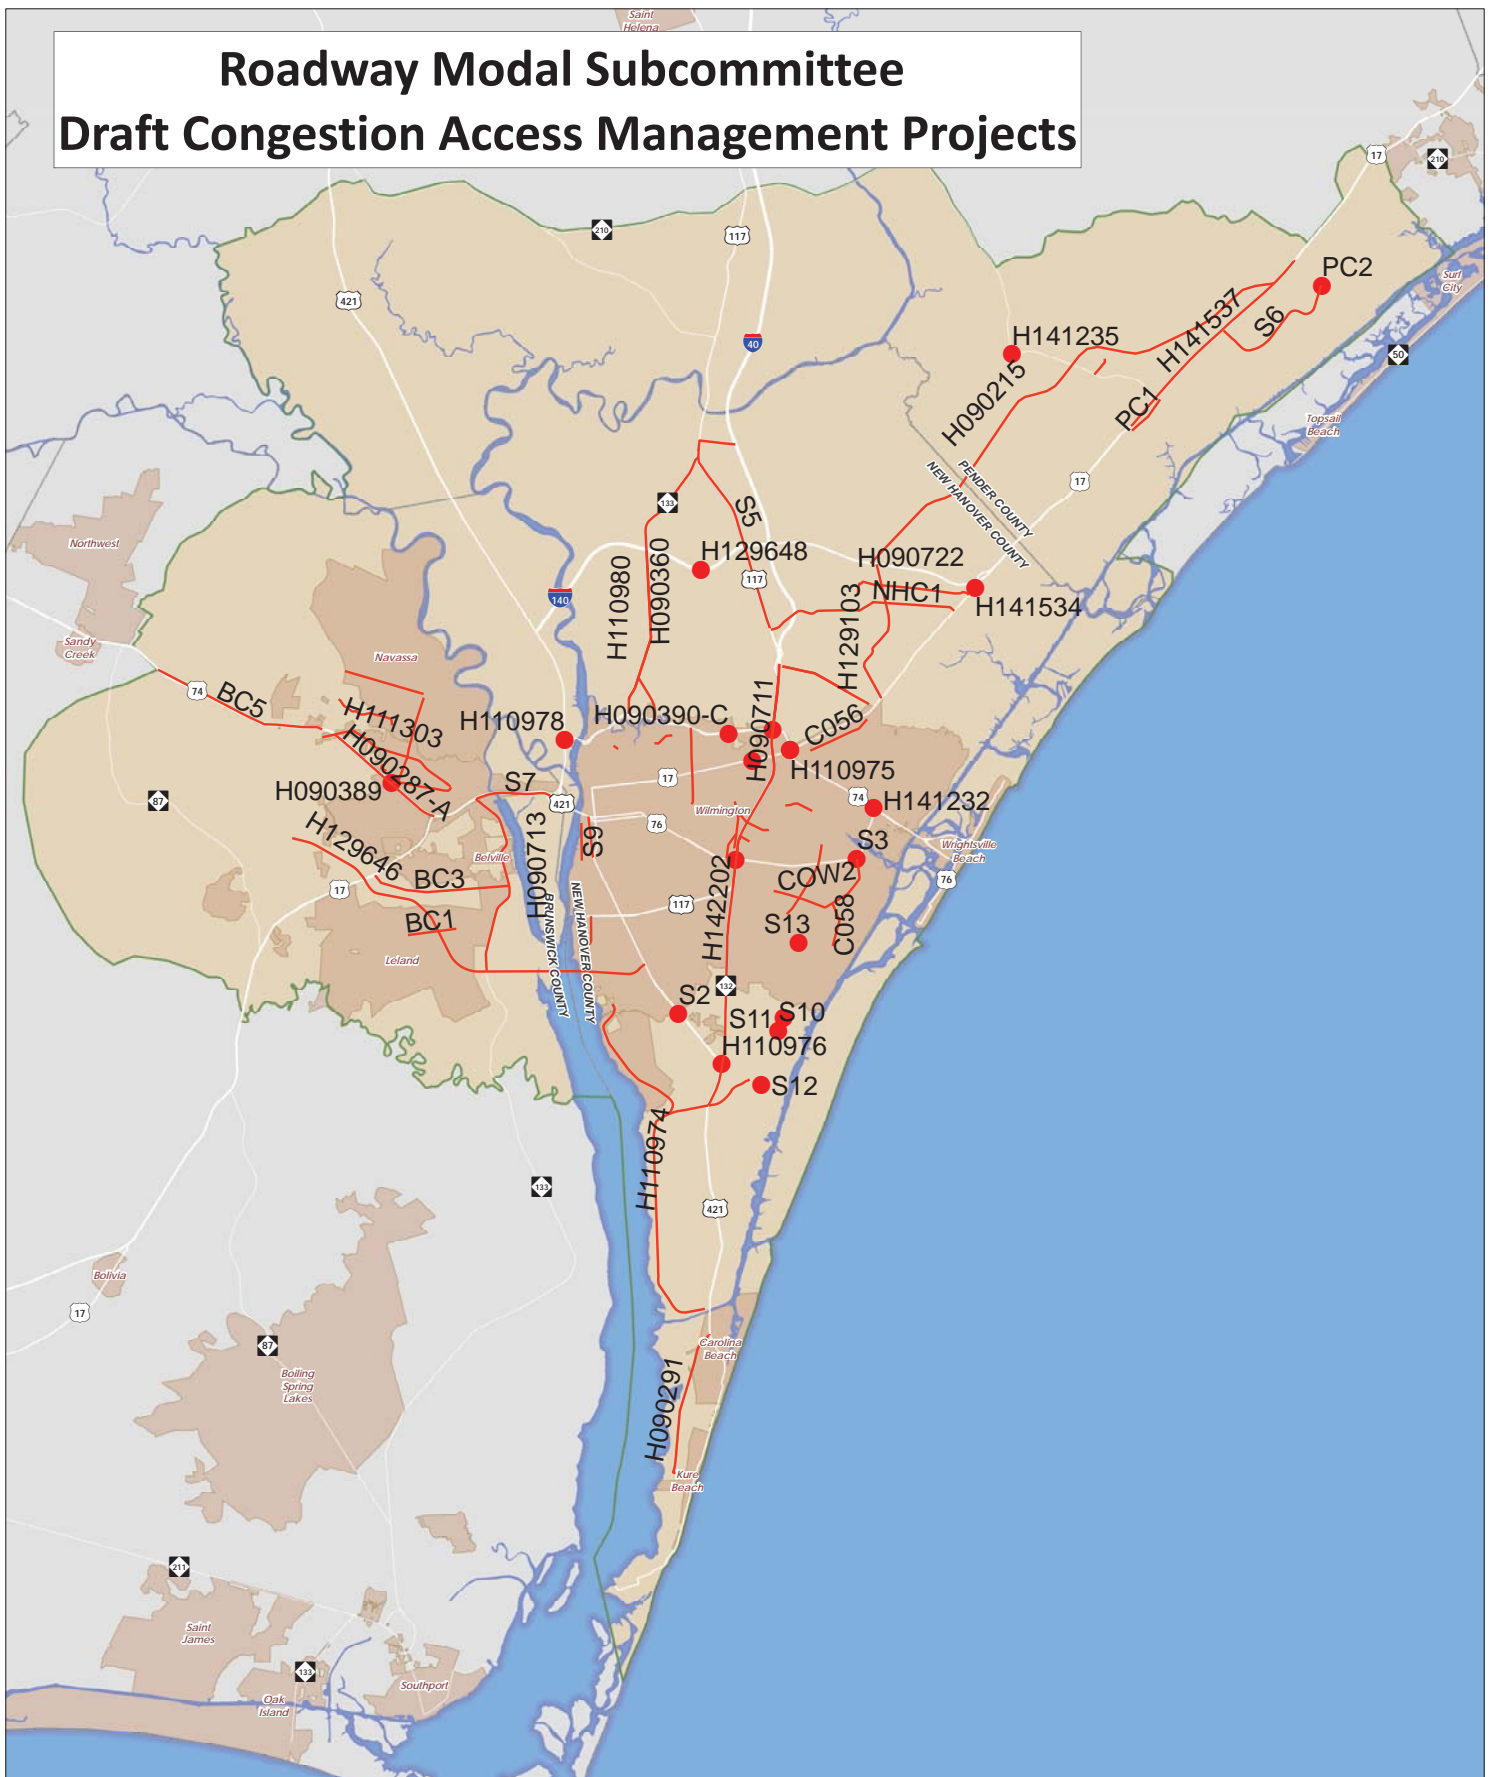 Saint
Helena
Roadway Modal Subcommittee
Draft Congestion Access Management Projects
17
210
210
117
421
40
PC2
Surf
City
H141235
H141537
S6
50
H090215
PC1
Topsail
Beach
PENDER COUNTY
NEW HANOVER COUNTY
17
133
S5
Northwest
H129648
H090722
117
NHC1
H110980
H090360
H129103
H141534
140
Sandy
Creek
Navassa
74
BC5
H111303
H110978
H090390-C
H090711
C056
H090287-A
H110975
H090389
S7
17
74
H141232
87
421
Wilmington
76
H129646
H090713
S9
S3
Belville
Wrightsville
Beach
76
17
BC3
COW2
117
H142202
C058
BC1
S13
BRUNSWICK COUNTY
NEW HANOVER COUNTY
Leland
132
S2
S11
S10
H110976
S12
H110974
133
421
Bolivia
17
87
Carolina
Beach
Boiling
Spring
Lakes
H090291
Kure
Beach
211
Saint
James
133
Southport
Oak
Island